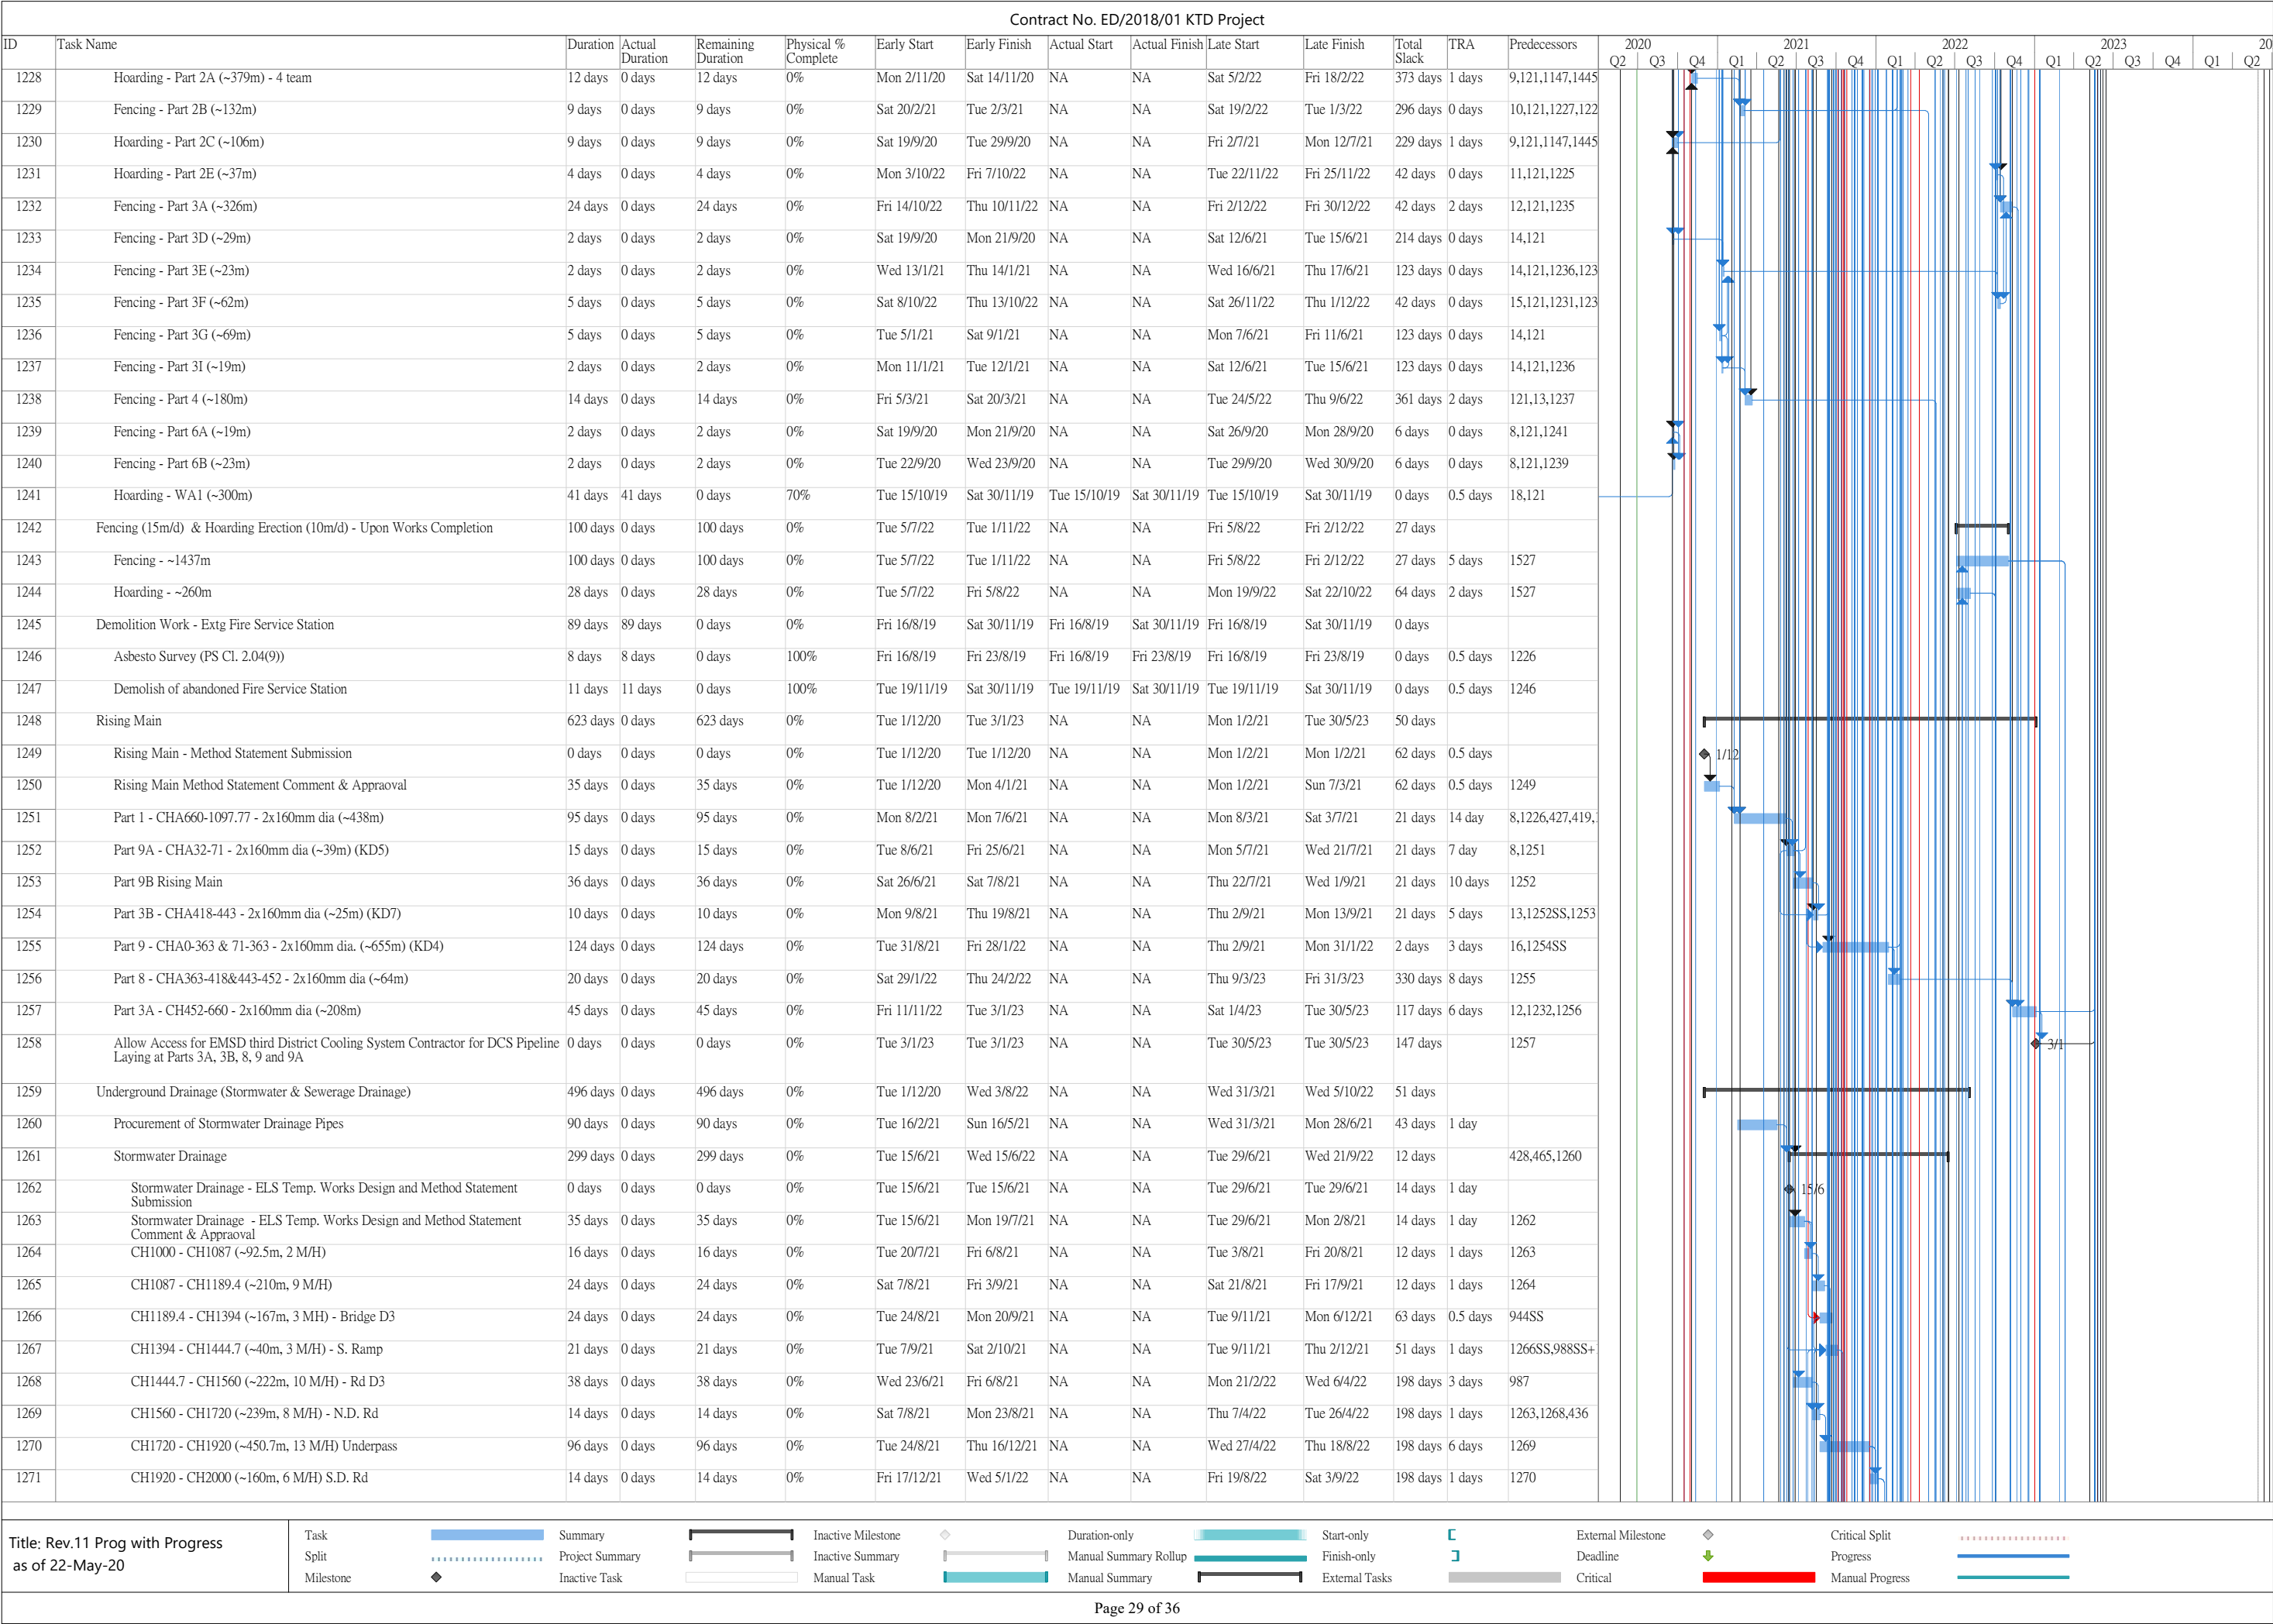 Contract No. ED/2018/01 KTD Project
ID Task Name Duration Actual Duration Remaining Duration Physical % Complete Early Start Early Finish Actual Start Actual Finish Late Start Late Finish Total Slack TRA Predecessors
2020 2021 2022 2023 20
Q2 Q3 Q4 Q1 Q2 Q3 Q4 Q1 Q2 Q3 Q4 Q1 Q2 Q3 Q4 Q1 Q2
1228 Hoarding - Part 2A (~379m) - 4 team 12 days 0 days 12 days 0% Mon 2/11/20 Sat 14/11/20 NA NA Sat 5/2/22 Fri 18/2/22 373 days 1 days 9,121,1147,1445
1229 Fencing - Part 2B (~132m) 9 days 0 days 9 days 0% Sat 20/2/21 Tue 2/3/21 NA NA Sat 19/2/22 Tue 1/3/22 296 days 0 days 10,121,1227,122
1230 Hoarding - Part 2C (~106m) 9 days 0 days 9 days 0% Sat 19/9/20 Tue 29/9/20 NA NA Fri 2/7/21 Mon 12/7/21 229 days 1 days 9,121,1147,1445
1231 Hoarding - Part 2E (~37m) 4 days 0 days 4 days 0% Mon 3/10/22 Fri 7/10/22 NA NA Tue 22/11/22 Fri 25/11/22 42 days 0 days 11,121,1225
1232 Fencing - Part 3A (~326m) 24 days 0 days 24 days 0% Fri 14/10/22 Thu 10/11/22 NA NA Fri 2/12/22 Fri 30/12/22 42 days 2 days 12,121,1235
1233 Fencing - Part 3D (~29m) 2 days 0 days 2 days 0% Sat 19/9/20 Mon 21/9/20 NA NA Sat 12/6/21 Tue 15/6/21 214 days 0 days 14,121
1234 Fencing - Part 3E (~23m) 2 days 0 days 2 days 0% Wed 13/1/21 Thu 14/1/21 NA NA Wed 16/6/21 Thu 17/6/21 123 days 0 days 14,121,1236,123
1235 Fencing - Part 3F (~62m) 5 days 0 days 5 days 0% Sat 8/10/22 Thu 13/10/22 NA NA Sat 26/11/22 Thu 1/12/22 42 days 0 days 15,121,1231,123
1236 Fencing - Part 3G (~69m) 5 days 0 days 5 days 0% Tue 5/1/21 Sat 9/1/21 NA NA Mon 7/6/21 Fri 11/6/21 123 days 0 days 14,121
1237 Fencing - Part 3I (~19m) 2 days 0 days 2 days 0% Mon 11/1/21 Tue 12/1/21 NA NA Sat 12/6/21 Tue 15/6/21 123 days 0 days 14,121,1236
1238 Fencing - Part 4 (~180m) 14 days 0 days 14 days 0% Fri 5/3/21 Sat 20/3/21 NA NA Tue 24/5/22 Thu 9/6/22 361 days 2 days 121,13,1237
1239 Fencing - Part 6A (~19m) 2 days 0 days 2 days 0% Sat 19/9/20 Mon 21/9/20 NA NA Sat 26/9/20 Mon 28/9/20 6 days 0 days 8,121,1241
1240 Fencing - Part 6B (~23m) 2 days 0 days 2 days 0% Tue 22/9/20 Wed 23/9/20 NA NA Tue 29/9/20 Wed 30/9/20 6 days 0 days 8,121,1239
1241 Hoarding - WA1 (~300m) 41 days 41 days 0 days 70% Tue 15/10/19 Sat 30/11/19 Tue 15/10/19 Sat 30/11/19 Tue 15/10/19 Sat 30/11/19 0 days 0.5 days 18,121
1242 Fencing (15m/d) & Hoarding Erection (10m/d) - Upon Works Completion 100 days 0 days 100 days 0% Tue 5/7/22 Tue 1/11/22 NA NA Fri 5/8/22 Fri 2/12/22 27 days
1243 Fencing - ~1437m 100 days 0 days 100 days 0% Tue 5/7/22 Tue 1/11/22 NA NA Fri 5/8/22 Fri 2/12/22 27 days 5 days 1527
1244 Hoarding - ~260m 28 days 0 days 28 days 0% Tue 5/7/22 Fri 5/8/22 NA NA Mon 19/9/22 Sat 22/10/22 64 days 2 days 1527
1245 Demolition Work - Extg Fire Service Station 89 days 89 days 0 days 0% Fri 16/8/19 Sat 30/11/19 Fri 16/8/19 Sat 30/11/19 Fri 16/8/19 Sat 30/11/19 0 days
1246 Asbesto Survey (PS Cl. 2.04(9)) 8 days 8 days 0 days 100% Fri 16/8/19 Fri 23/8/19 Fri 16/8/19 Fri 23/8/19 Fri 16/8/19 Fri 23/8/19 0 days 0.5 days 1226
1247 Demolish of abandoned Fire Service Station 11 days 11 days 0 days 100% Tue 19/11/19 Sat 30/11/19 Tue 19/11/19 Sat 30/11/19 Tue 19/11/19 Sat 30/11/19 0 days 0.5 days 1246
1248 Rising Main 623 days 0 days 623 days 0% Tue 1/12/20 Tue 3/1/23 NA NA Mon 1/2/21 Tue 30/5/23 50 days
1249 Rising Main - Method Statement Submission 0 days 0 days 0 days 0% Tue 1/12/20 Tue 1/12/20 NA NA Mon 1/2/21 Mon 1/2/21 62 days 0.5 days 1/12
1250 Rising Main Method Statement Comment & Appraoval 35 days 0 days 35 days 0% Tue 1/12/20 Mon 4/1/21 NA NA Mon 1/2/21 Sun 7/3/21 62 days 0.5 days 1249
1251 Part 1 - CHA660-1097.77 - 2x160mm dia (~438m) 95 days 0 days 95 days 0% Mon 8/2/21 Mon 7/6/21 NA NA Mon 8/3/21 Sat 3/7/21 21 days 14 day 8,1226,427,419,
1252 Part 9A - CHA32-71 - 2x160mm dia (~39m) (KD5) 15 days 0 days 15 days 0% Tue 8/6/21 Fri 25/6/21 NA NA Mon 5/7/21 Wed 21/7/21 21 days 7 day 8,1251
1253 Part 9B Rising Main 36 days 0 days 36 days 0% Sat 26/6/21 Sat 7/8/21 NA NA Thu 22/7/21 Wed 1/9/21 21 days 10 days 1252
1254 Part 3B - CHA418-443 - 2x160mm dia (~25m) (KD7) 10 days 0 days 10 days 0% Mon 9/8/21 Thu 19/8/21 NA NA Thu 2/9/21 Mon 13/9/21 21 days 5 days 13,1252SS,1253
1255 Part 9 - CHA0-363 & 71-363 - 2x160mm dia. (~655m) (KD4) 124 days 0 days 124 days 0% Tue 31/8/21 Fri 28/1/22 NA NA Thu 2/9/21 Mon 31/1/22 2 days 3 days 16,1254SS
1256 Part 8 - CHA363-418&443-452 - 2x160mm dia (~64m) 20 days 0 days 20 days 0% Sat 29/1/22 Thu 24/2/22 NA NA Thu 9/3/23 Fri 31/3/23 330 days 8 days 1255
1257 Part 3A - CH452-660 - 2x160mm dia (~208m) 45 days 0 days 45 days 0% Fri 11/11/22 Tue 3/1/23 NA NA Sat 1/4/23 Tue 30/5/23 117 days 6 days 12,1232,1256
1258 Allow Access for EMSD third District Cooling System Contractor for DCS Pipeline 0 days 0 days 0 days 0% Tue 3/1/23 Tue 3/1/23 NA NA Tue 30/5/23 Tue 30/5/23 147 days 1257 3/1
Laying at Parts 3A, 3B, 8, 9 and 9A
1259 Underground Drainage (Stormwater & Sewerage Drainage) 496 days 0 days 496 days 0% Tue 1/12/20 Wed 3/8/22 NA NA Wed 31/3/21 Wed 5/10/22 51 days
1260 Procurement of Stormwater Drainage Pipes 90 days 0 days 90 days 0% Tue 16/2/21 Sun 16/5/21 NA NA Wed 31/3/21 Mon 28/6/21 43 days 1 day
1261 Stormwater Drainage 299 days 0 days 299 days 0% Tue 15/6/21 Wed 15/6/22 NA NA Tue 29/6/21 Wed 21/9/22 12 days 428,465,1260
1262 Stormwater Drainage - ELS Temp. Works Design and Method Statement 0 days 0 days 0 days 0% Tue 15/6/21 Tue 15/6/21 NA NA Tue 29/6/21 Tue 29/6/21 14 days 1 day 15/6
Submission
1263 Stormwater Drainage - ELS Temp. Works Design and Method Statement 35 days 0 days 35 days 0% Tue 15/6/21 Mon 19/7/21 NA NA Tue 29/6/21 Mon 2/8/21 14 days 1 day 1262
Comment & Appraoval
1264 CH1000 - CH1087 (~92.5m, 2 M/H) 16 days 0 days 16 days 0% Tue 20/7/21 Fri 6/8/21 NA NA Tue 3/8/21 Fri 20/8/21 12 days 1 days 1263
1265 CH1087 - CH1189.4 (~210m, 9 M/H) 24 days 0 days 24 days 0% Sat 7/8/21 Fri 3/9/21 NA NA Sat 21/8/21 Fri 17/9/21 12 days 1 days 1264
1266 CH1189.4 - CH1394 (~167m, 3 MH) - Bridge D3 24 days 0 days 24 days 0% Tue 24/8/21 Mon 20/9/21 NA NA Tue 9/11/21 Mon 6/12/21 63 days 0.5 days 944SS
1267 CH1394 - CH1444.7 (~40m, 3 M/H) - S. Ramp 21 days 0 days 21 days 0% Tue 7/9/21 Sat 2/10/21 NA NA Tue 9/11/21 Thu 2/12/21 51 days 1 days 1266SS,988SS+
1268 CH1444.7 - CH1560 (~222m, 10 M/H) - Rd D3 38 days 0 days 38 days 0% Wed 23/6/21 Fri 6/8/21 NA NA Mon 21/2/22 Wed 6/4/22 198 days 3 days 987
1269 CH1560 - CH1720 (~239m, 8 M/H) - N.D. Rd 14 days 0 days 14 days 0% Sat 7/8/21 Mon 23/8/21 NA NA Thu 7/4/22 Tue 26/4/22 198 days 1 days 1263,1268,436
1270 CH1720 - CH1920 (~450.7m, 13 M/H) Underpass 96 days 0 days 96 days 0% Tue 24/8/21 Thu 16/12/21 NA NA Wed 27/4/22 Thu 18/8/22 198 days 6 days 1269
1271 CH1920 - CH2000 (~160m, 6 M/H) S.D. Rd 14 days 0 days 14 days 0% Fri 17/12/21 Wed 5/1/22 NA NA Fri 19/8/22 Sat 3/9/22 198 days 1 days 1270
Title: Rev.11 Prog with Progress
as of 22-May-20
Task Summary Inactive Milestone Duration-only Start-only External Milestone Critical Split
Split Project Summary Inactive Summary Manual Summary Rollup Finish-only Deadline Progress
Milestone Inactive Task Manual Task Manual Summary External Tasks Critical Manual Progress
Page 29 of 36